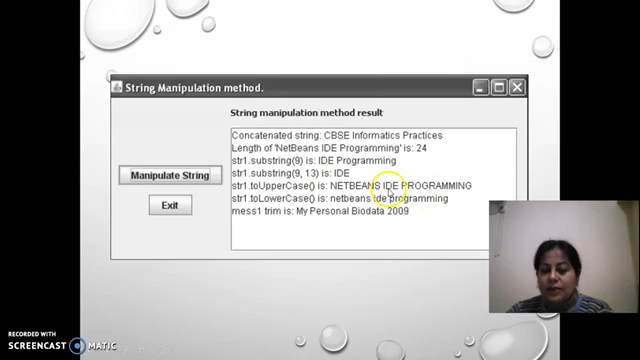 String Manipulation method.
String manipulation method result
Concatenated string: CBSE Informatics Practices
Length of 'NetBeans IDE Programming' is: 24
str1.substring(9) is: IDE Programming
str1.substring(9, 13) is: IDE
str1.toUpperCase() is: NETBEANS IDE PROGRAMMING
str1.toLowerCase() is: netbeans ide programming
mess1 trim is: My Personal Biodata 2009
Manipulate String
Exit
RECORDED WITH
SCREENCAST MATIC